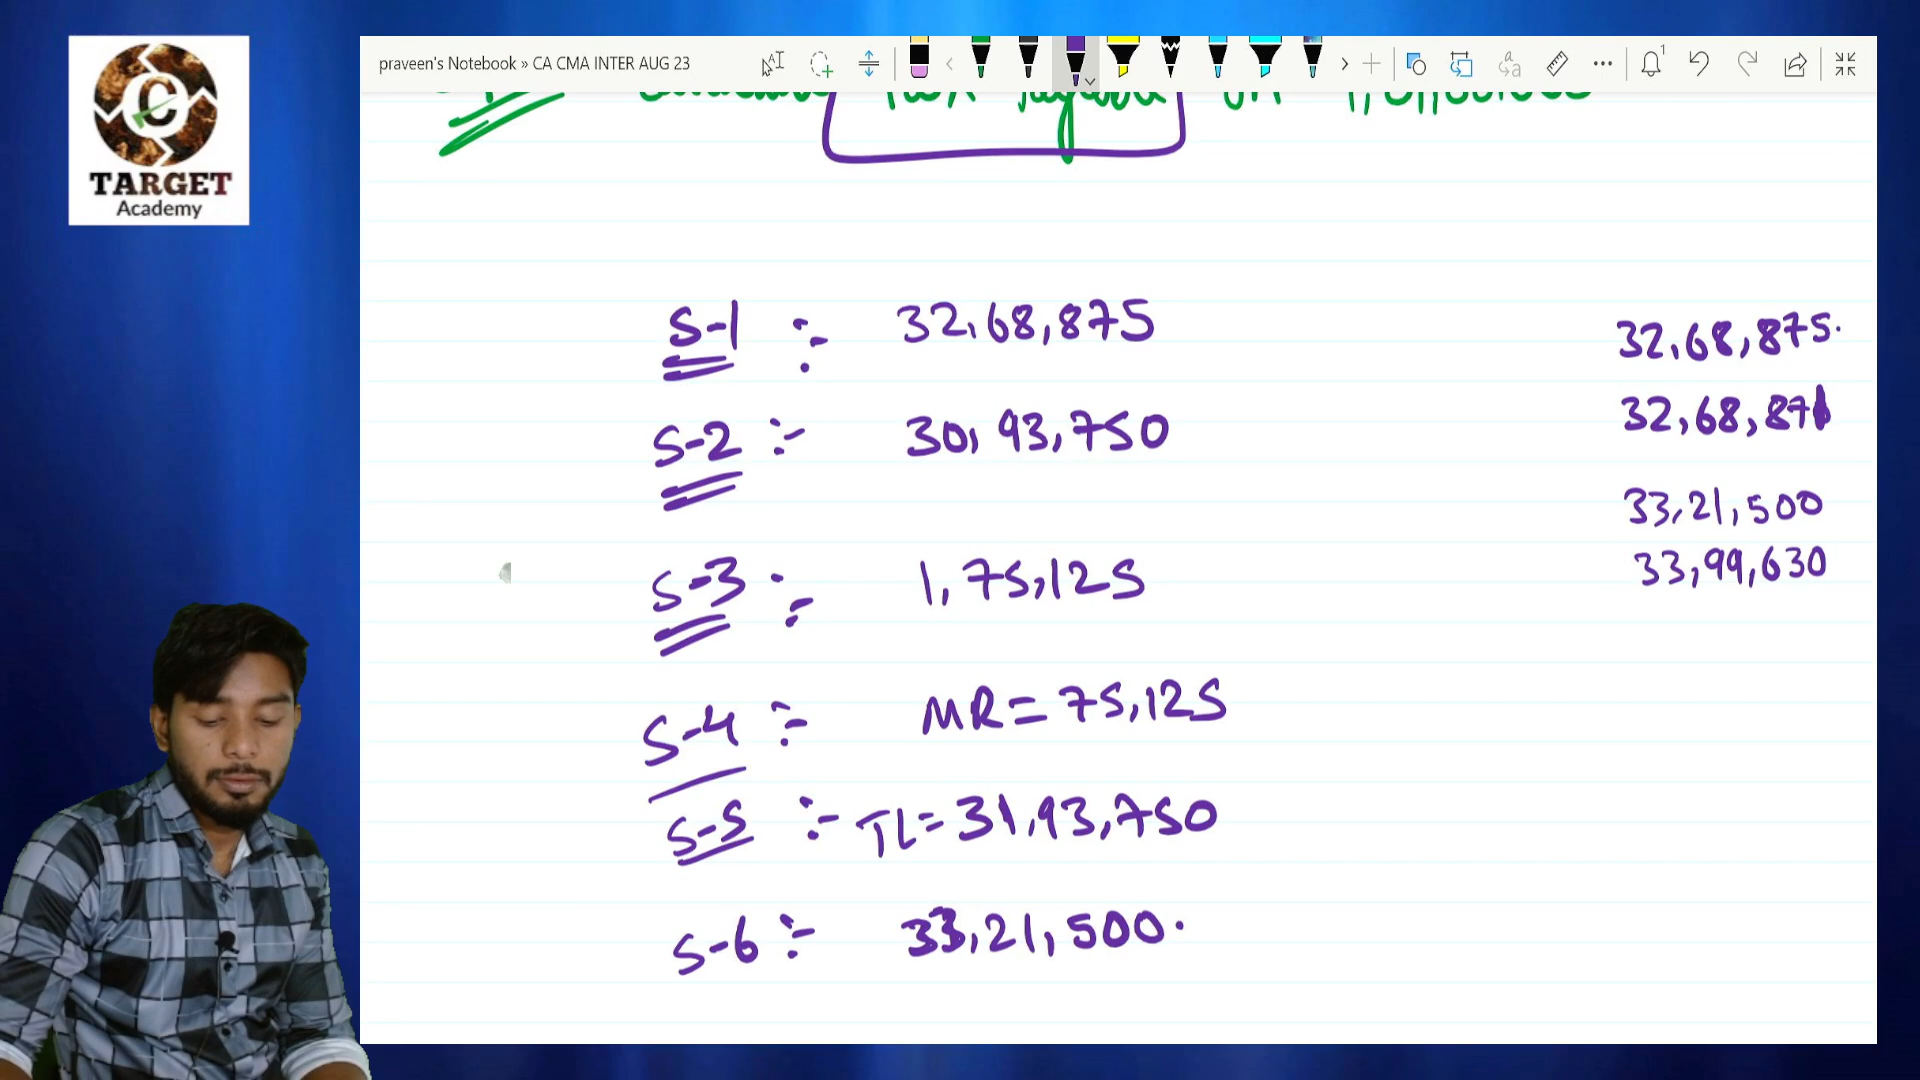 TARGET
Academy
praveen's Notebook » CA CMA INTER AUG 23
S-1 :- 32,68,875
S-2 :- 30,93,750
S-3 :- 1,75,125
S-4 :- MR = 75,125
S-5 :- TL = 31,93,750
S-6 :- 33,21,500.
32,68,875.
32,68,87
33,21,500
33,99,630